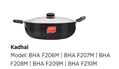 Kadhai
Model: BHA F206M | BHA F207M | BHA
F208M | BHA F209M | BHA F210M